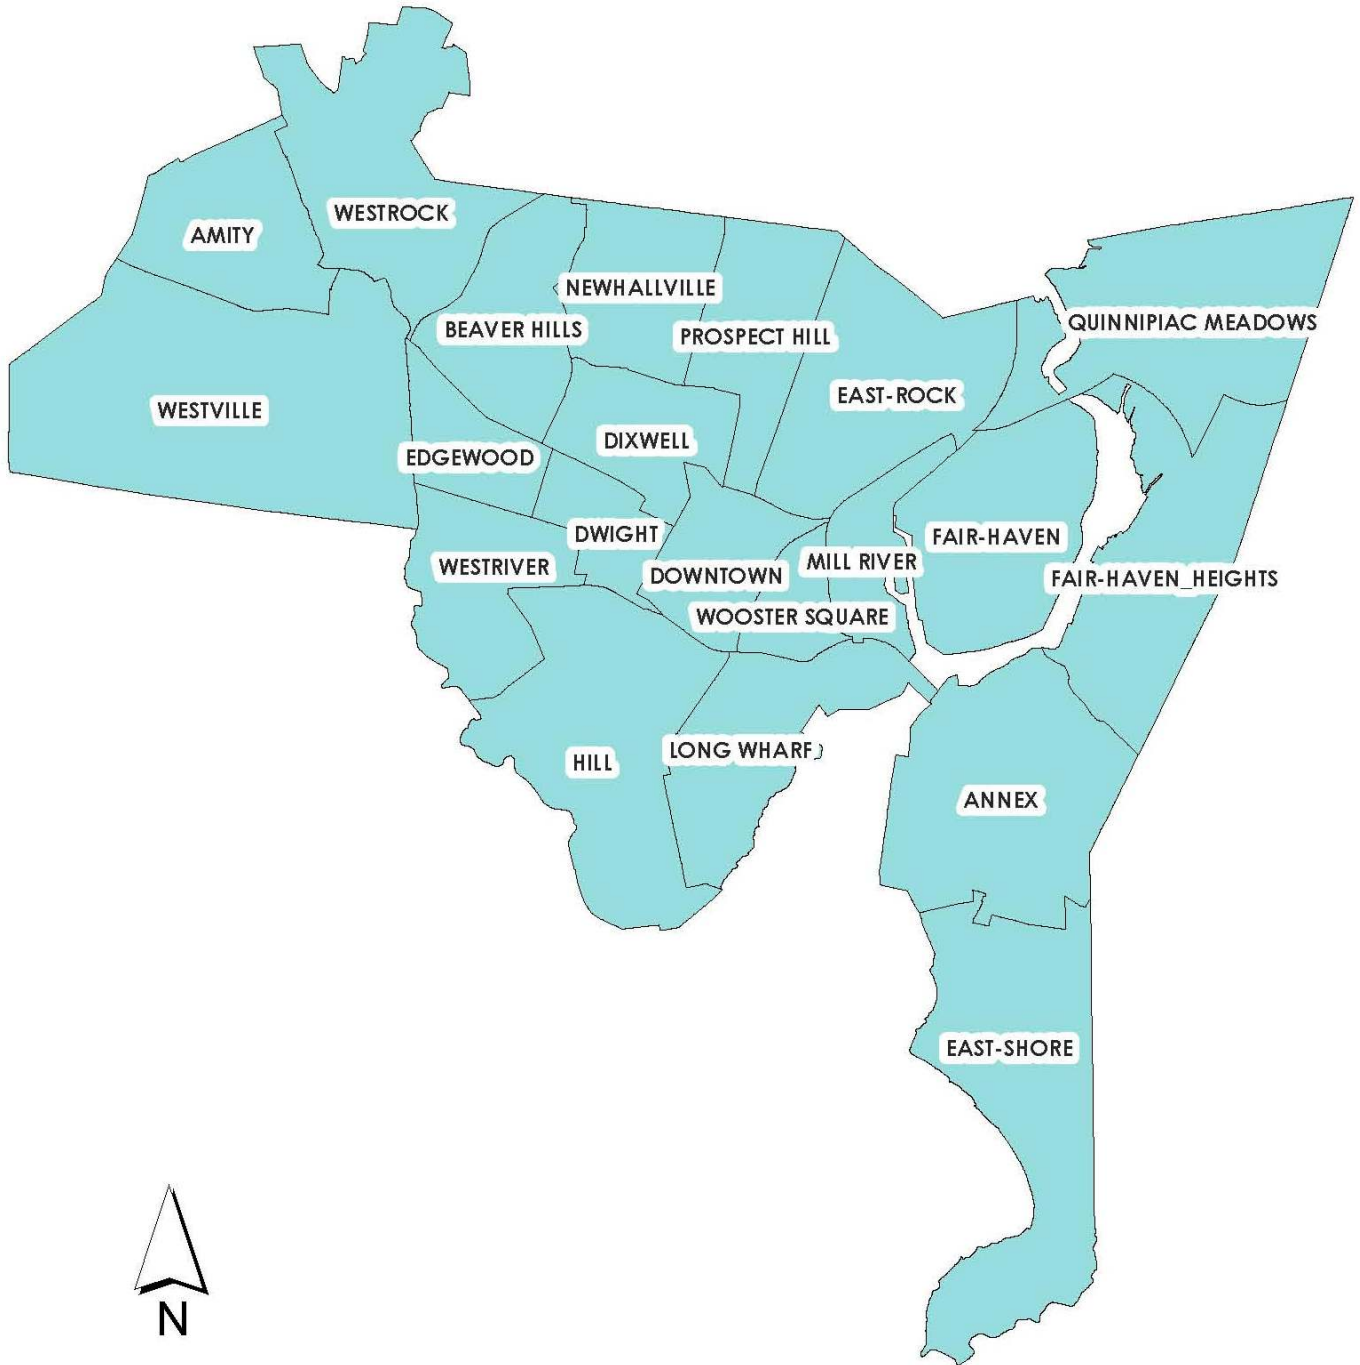 WESTROCK
AMITY
NEWHALLVILLE
QUINNIPIAC MEADOWS
BEAVER HILLS
PROSPECT HILL
EAST-ROCK
WESTVILLE
DIXWELL
EDGEWOOD
DWIGHT
FAIR-HAVEN
MILL RIVER
WESTRIVER
DOWNTOWN
FAIR-HAVEN_HEIGHTS
WOOSTER SQUARE
LONG WHARF
HILL
ANNEX
EAST-SHORE
N